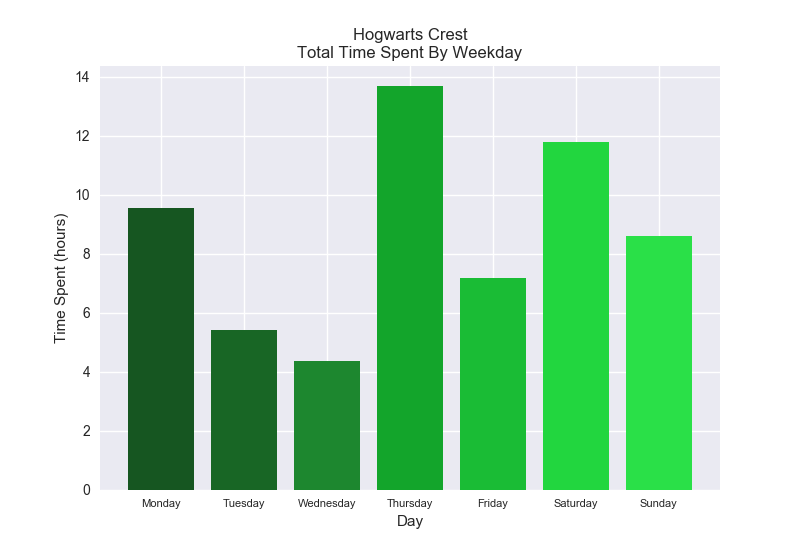 Hogwarts Crest
Total Time Spent By Weekday
Time Spent (hours)
14
12
10
8
6
4
2
0
Monday Tuesday Wednesday Thursday Friday Saturday Sunday
Day